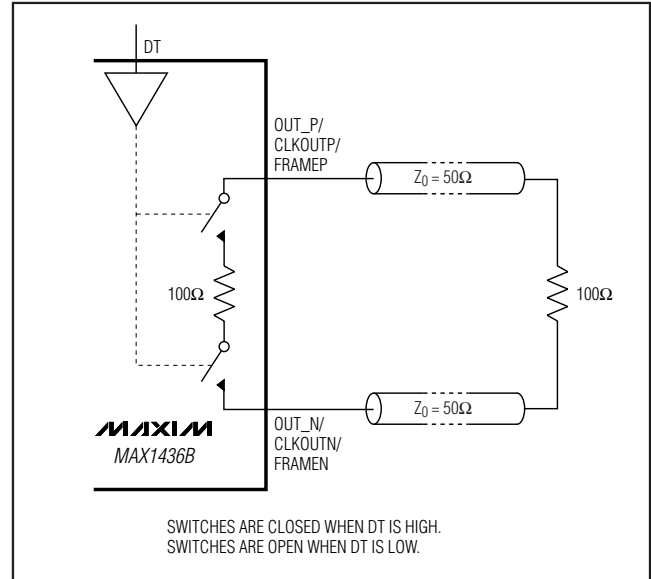 DT
OUT_P/
CLKOUTP/
FRAMEP
Z0 = 50Ω
100Ω
100Ω
Z0 = 50Ω
MAXIM
MAX1436B
OUT_N/
CLKOUTN/
FRAMEN
SWITCHES ARE CLOSED WHEN DT IS HIGH.
SWITCHES ARE OPEN WHEN DT IS LOW.